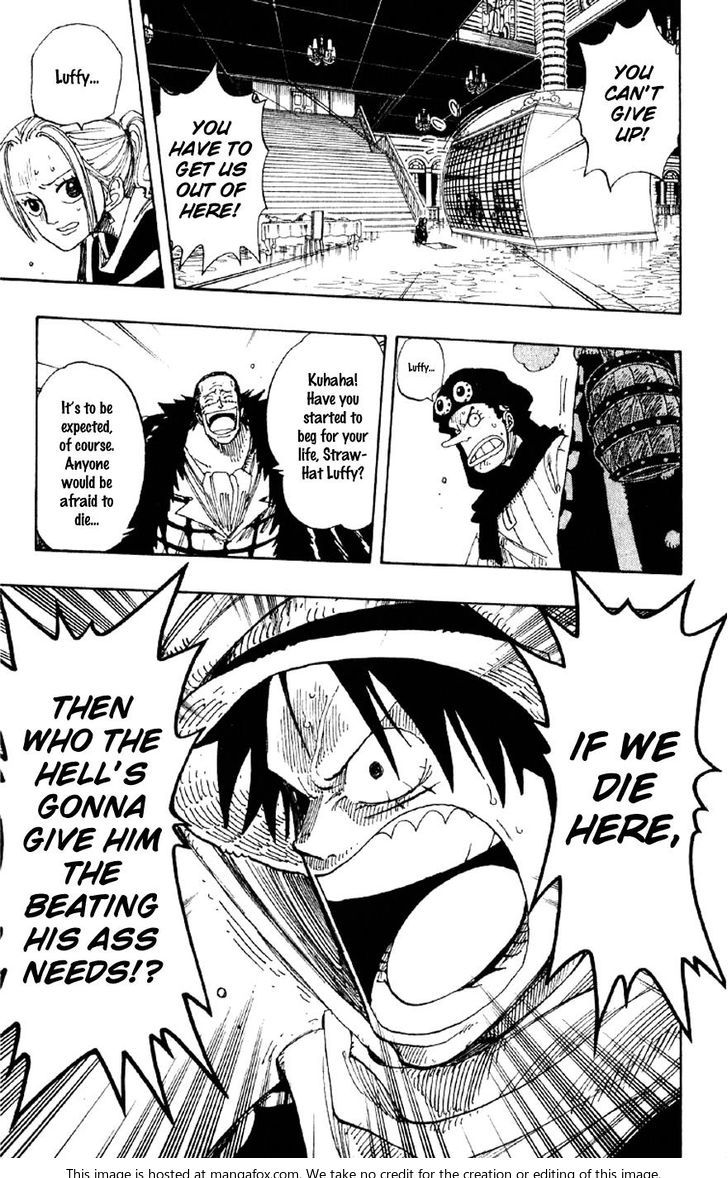 YOU
CAN'T
GIVE
UP!
YOU
HAVE TO
GET US
OUT OF
HERE!
Luffy...
Luffy...
Kuhaha!
Have you
started to
beg for your
life, Straw-
Hat Luffy?
It's to be
expected,
of course.
Anyone
would be
afraid to
die...
IF WE
DIE
HERE,
THEN
WHO THE
HELL'S
GONNA
GIVE HIM
THE
BEATING
HIS ASS
NEEDS!?
This image is hosted at mangafox.com. We take no credit for the creation or editing of this image.